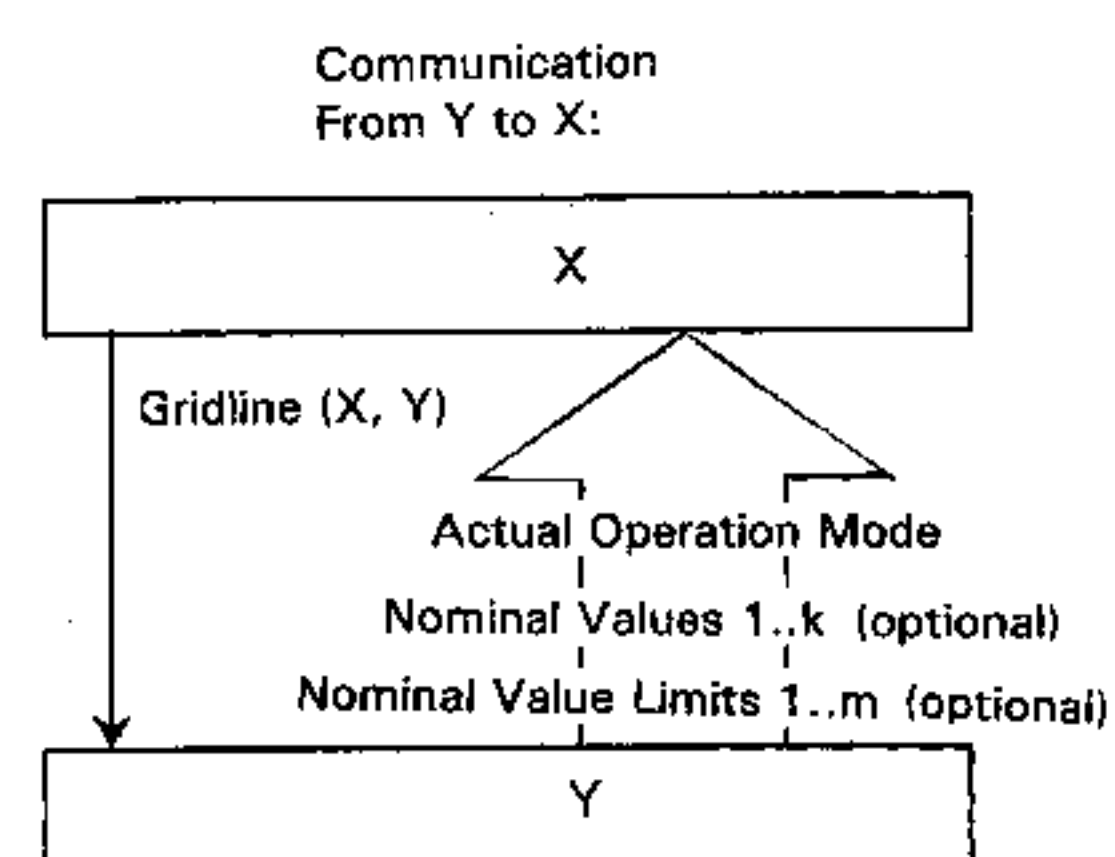 Communication
From Y to X:
X
Gridline (X, Y)
Actual Operation Mode
Nominal Values 1..k (optional)
Nominal Value Limits 1..m (optional)
Y